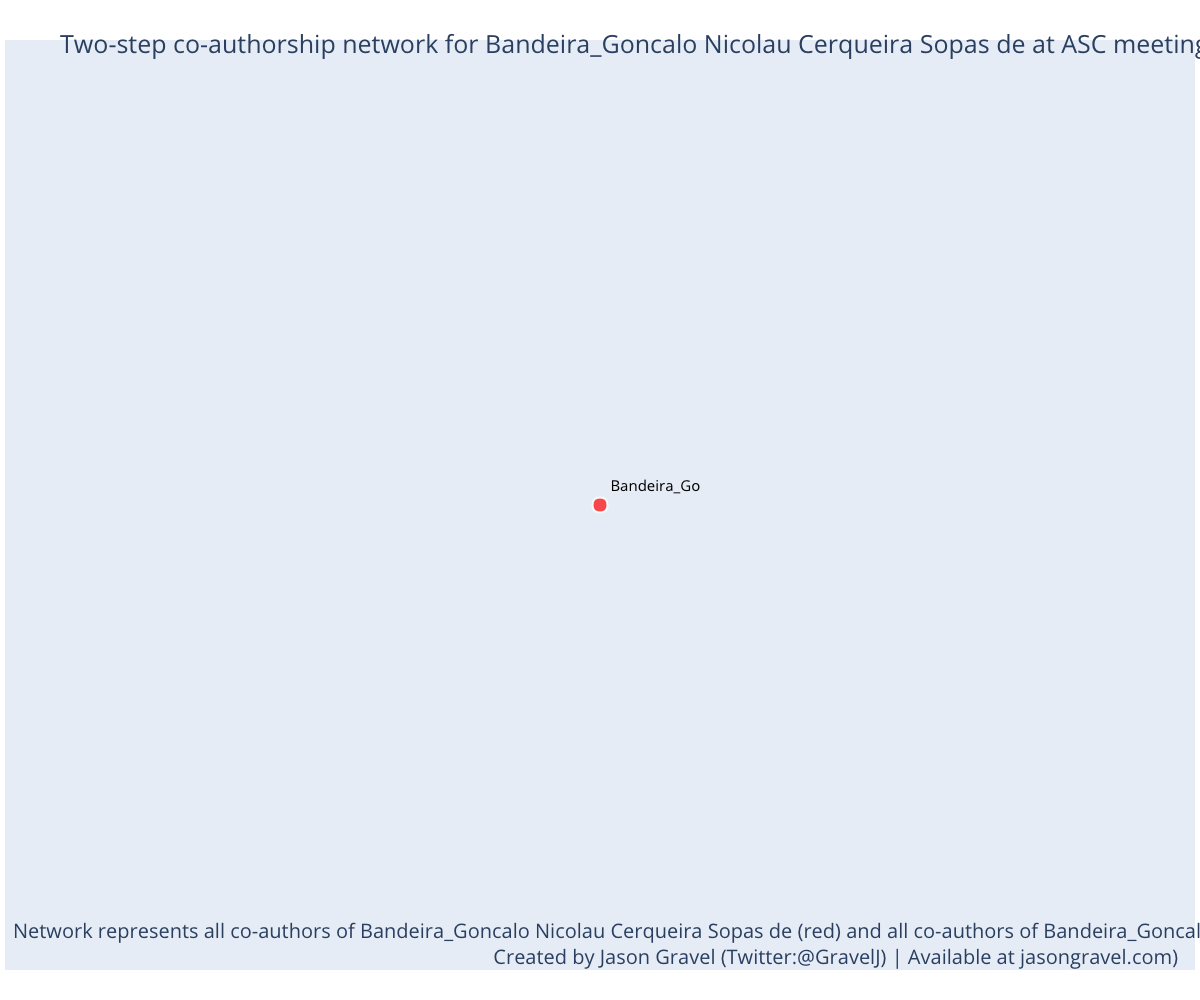 Two-step co-authorship network for Bandeira_Goncalo Nicolau Cerqueira Sopas de at ASC meeting
Bandeira_Go
Network represents all co-authors of Bandeira_Goncalo Nicolau Cerqueira Sopas de (red) and all co-authors of Bandeira_Goncal
Created by Jason Gravel (Twitter:@GravelJ) | Available at jasongravel.com)